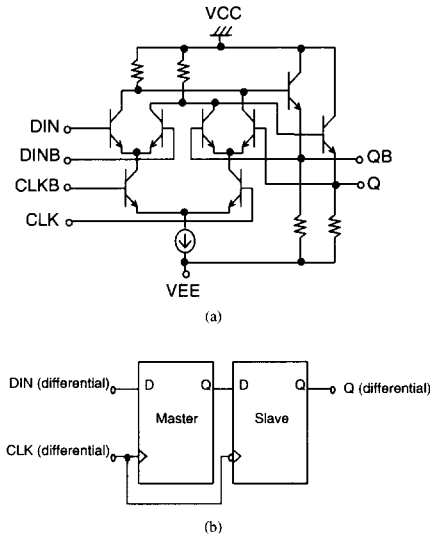 VCC
DIN
DINB
QB
CLKB
Q
CLK
VEE
(a)
DIN (differential)
D
Q
D
Q
Q (differential)
Master
Slave
CLK (differential)
(b)